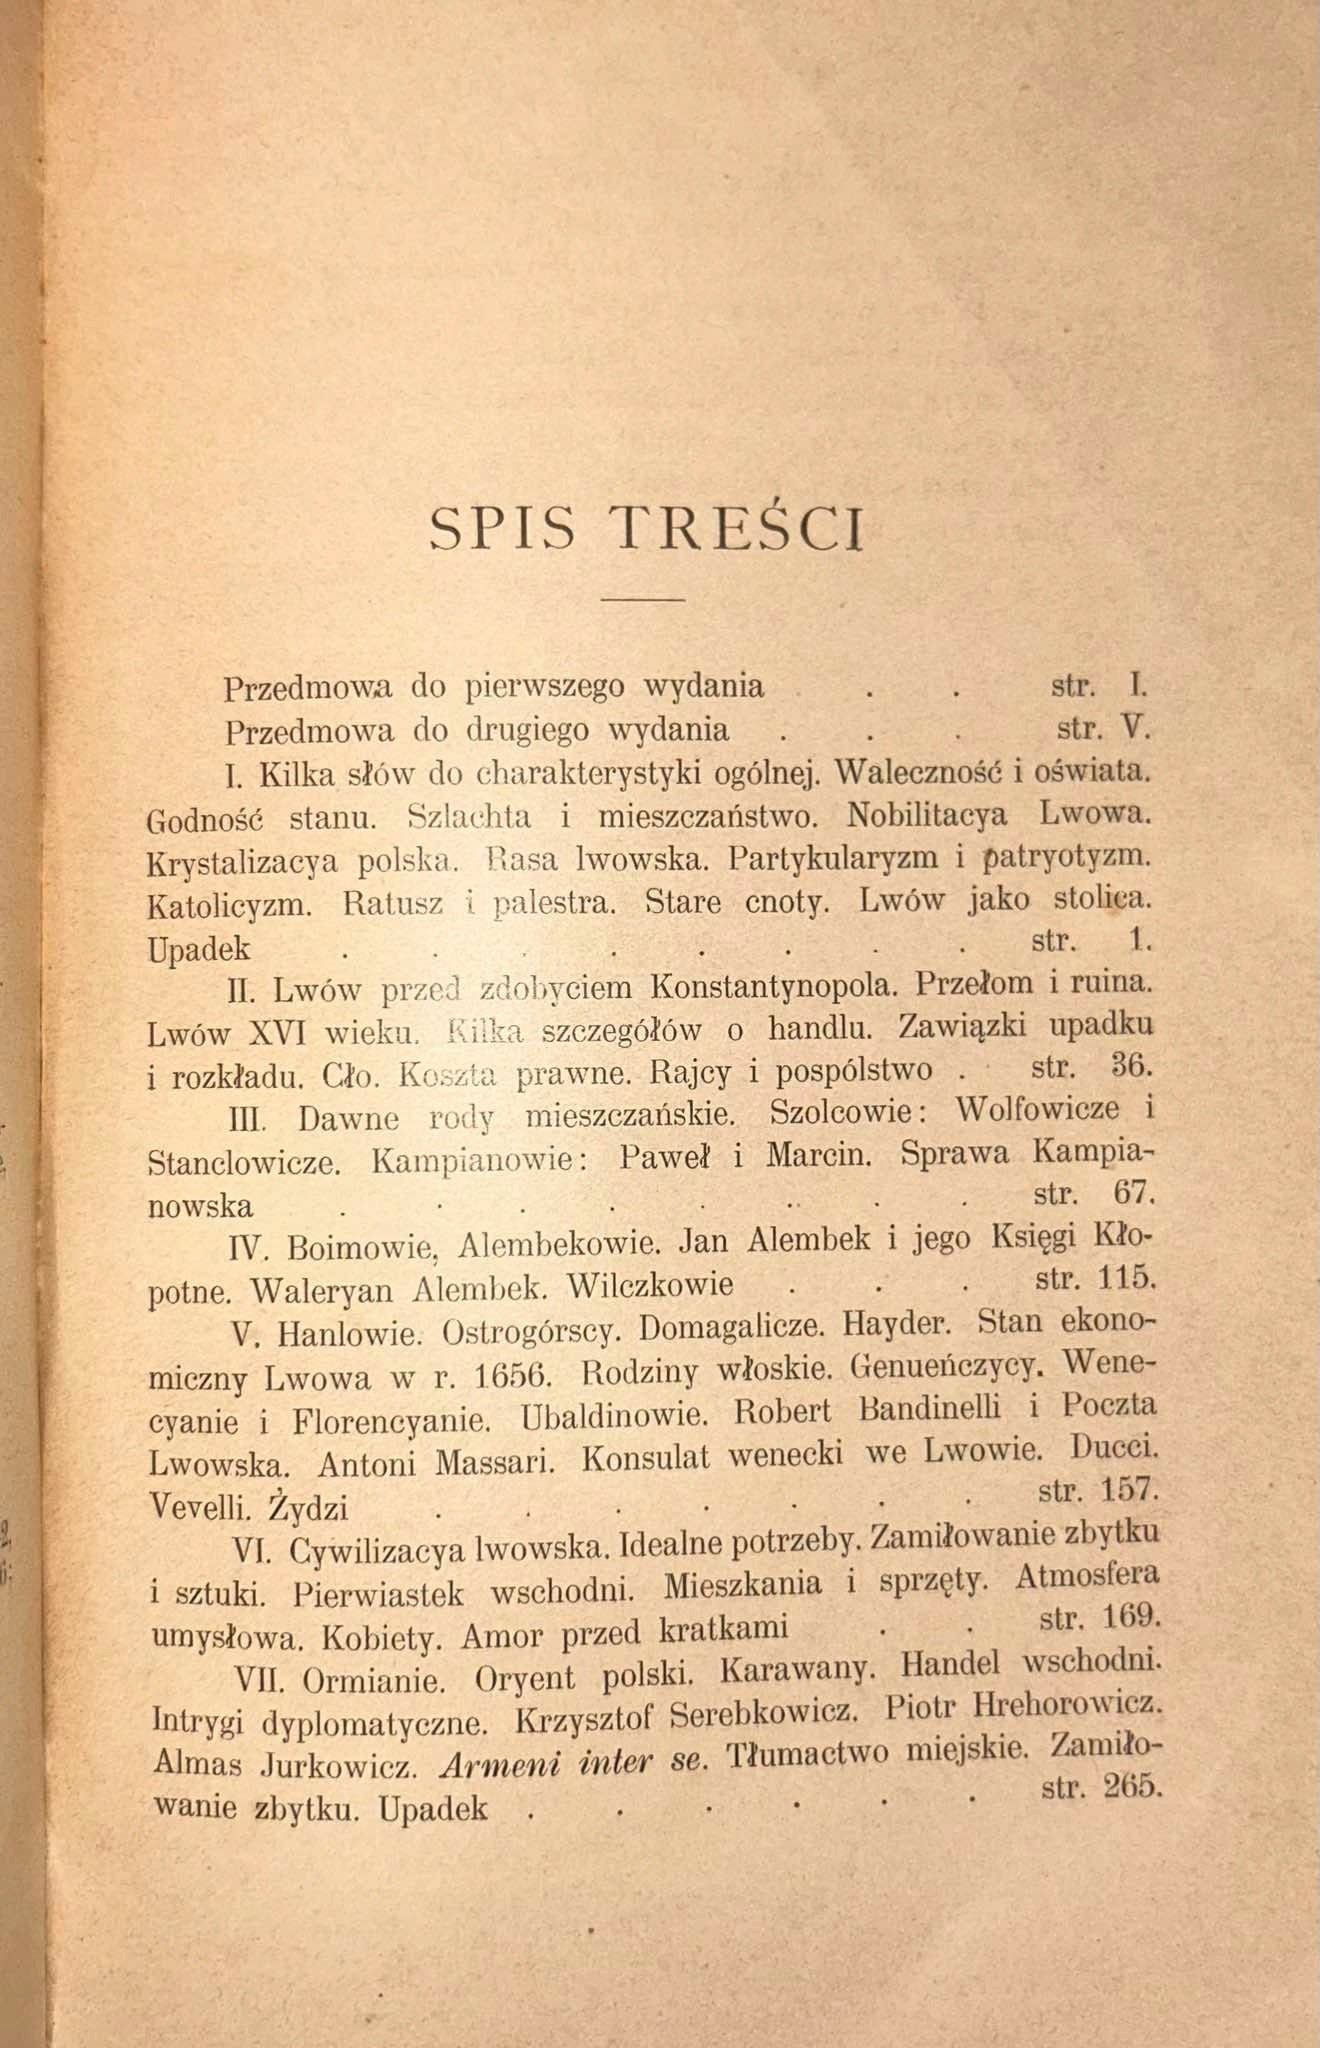 SPIS TREŚCI
Przedmowa do pierwszego wydania . . str. I.
Przedmowa do drugiego wydania . . . str. V.
I. Kilka słów do charakterystyki ogólnej. Waleczność i oświata.
Godność stanu. Szlachta i mieszczaństwo. Nobilitacya Lwowa.
Krystalizacya polska. Rasa lwowska. Partykularyzm i patryotyzm.
Katolicyzm. Ratusz i palestra. Stare cnoty. Lwów jako stolica.
Upadek . . . . . . . . str. 1.
II. Lwów przed zdobyciem Konstantynopola. Przełom i ruina.
Lwów XVI wieku. Kilka szczegółów o handlu. Zawiązki upadku
i rozkładu. Cło. Koszta prawne. Rajcy i pospólstwo . str. 36.
III. Dawne rody mieszczańskie. Szolcowie: Wolfowicze i
Stanclowicze. Kampianowie: Paweł i Marcin. Sprawa Kampia-
nowska . . . . . . . . str. 67.
IV. Boimowie, Alembekowie. Jan Alembek i jego Księgi Kło-
potne. Waleryan Alembek. Wilczkowie . . . str. 115.
V. Hanlowie. Ostrogórscy. Domagalicze. Hayder. Stan ekono-
miczny Lwowa w r. 1656. Rodziny włoskie. Genueńczycy. Wene-
cyanie i Florencyanie. Ubaldinowie. Robert Bandinelli i Poczta
Lwowska. Antoni Massari. Konsulat wenecki we Lwowie. Ducci.
Vevelli. Żydzi . . . . . . . str. 157.
VI. Cywilizacya lwowska. Idealne potrzeby. Zamiłowanie zbytku
i sztuki. Pierwiastek wschodni. Mieszkania i sprzęty. Atmosfera
umysłowa. Kobiety. Amor przed kratkami . . str. 169.
VII. Ormianie. Oryent polski. Karawany. Handel wschodni.
Intrygi dyplomatyczne. Krzysztof Serebkowicz. Piotr Hrehorowicz.
Almas Jurkowicz. Armeni inter se. Tłumactwo miejskie. Zamiło-
wanie zbytku. Upadek . . . . . . str. 265.